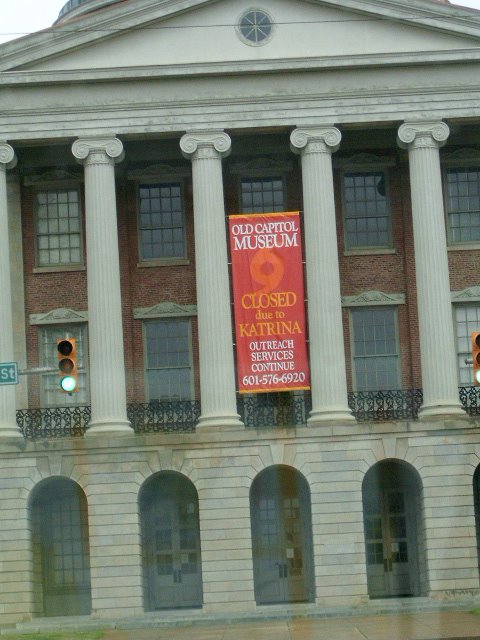 OLD CAPITOL
MUSEUM
CLOSED
due to
KATRINA
OUTREACH
SERVICES
CONTINUE
601-576-6920
St